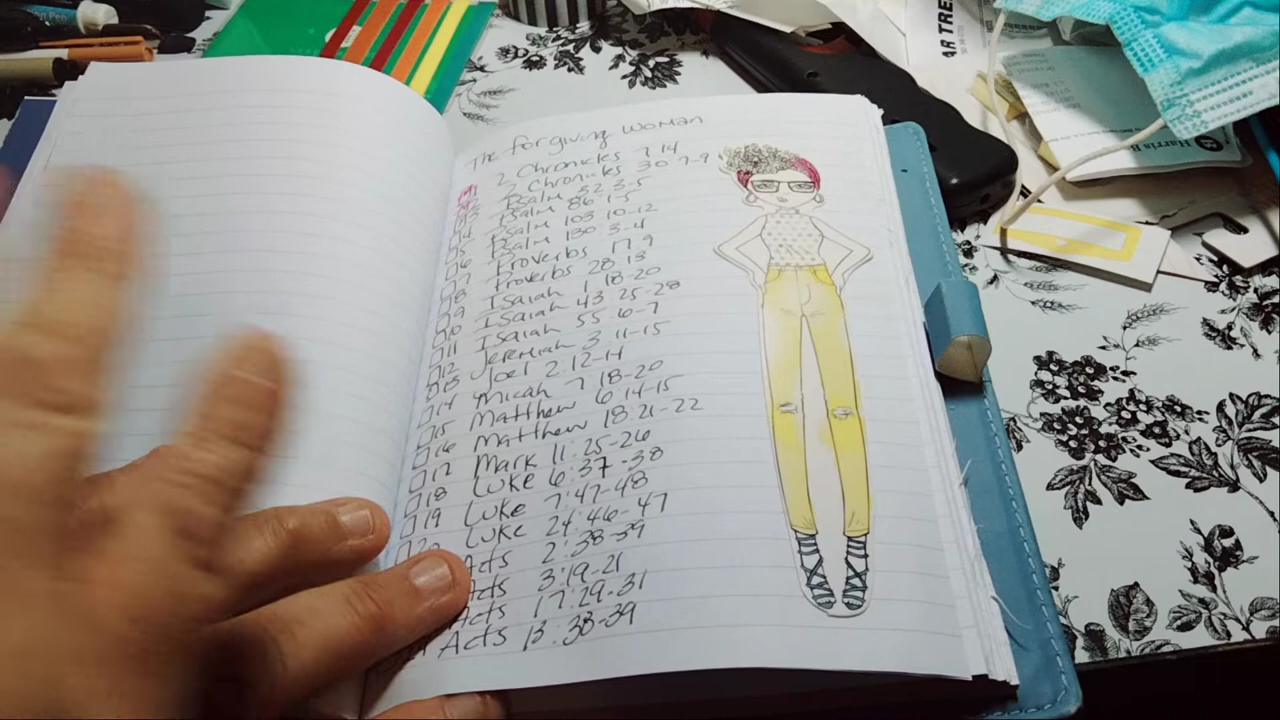 The forgiving woman
2 Chronicles 7 14
2 Chronicles 30 7-9
Psalm 32 3-5
3 Psalm 86 1-5
4 Psalm 103 10-12
5 Psalm 130 3-4
6 Proverbs 17 9
7 Proverbs 28 13
8 Isaiah 1 18-20
9 Isaiah 43 25-28
10 Isaiah 55 6-7
11 Jeremiah 3 11-15
12 Joel 2:12-14
13 Micah 7 18-20
14 Matthew 6 14-15
15 Matthew 18:21-22
16 Mark 11:25-26
17 Luke 6:37-38
18 Luke 7:47-48
19 Luke 24:46-47
20 Acts 2:38-39
Acts 3:19-21
Acts 17:29-31
Acts 13:38-39
Pen
AR TRE
Harris